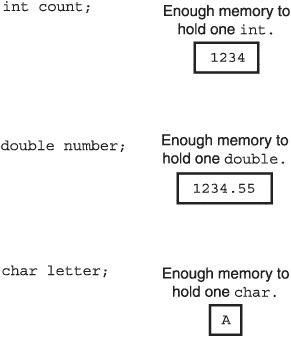 int count;
Enough memory to
hold one int.
1234
double number;
Enough memory to
hold one double.
1234.55
char letter;
Enough memory to
hold one char.
A